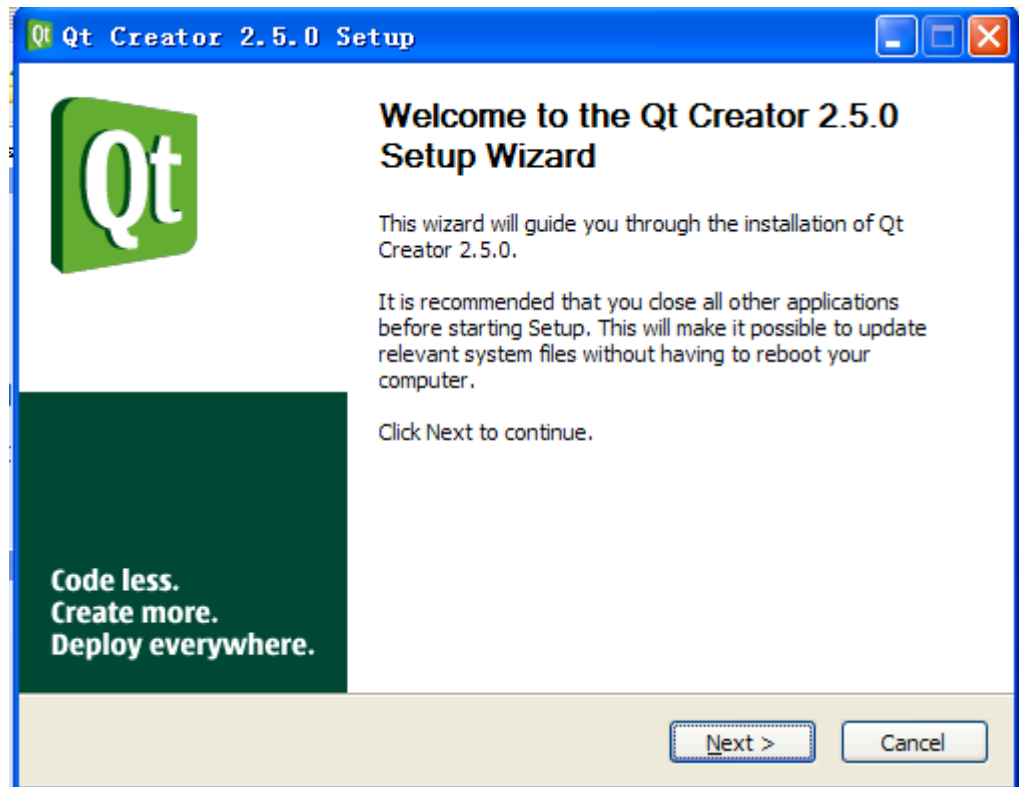 Qt Creator 2.5.0 Setup
Qt
Welcome to the Qt Creator 2.5.0
Setup Wizard
This wizard will guide you through the installation of Qt
Creator 2.5.0.
It is recommended that you close all other applications
before starting Setup. This will make it possible to update
relevant system files without having to reboot your
computer.
Click Next to continue.
Code less.
Create more.
Deploy everywhere.
Next >
Cancel